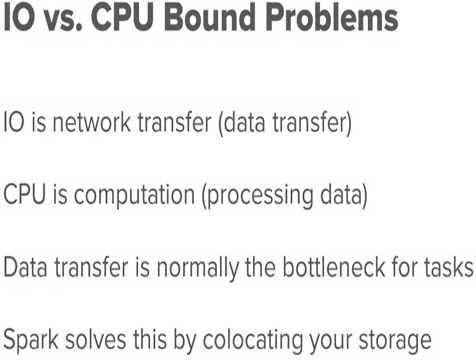 IO vs. CPU Bound Problems
IO is network transfer (data transfer)
CPU is computation (processing data)
Data transfer is normally the bottleneck for tasks
Spark solves this by colocating your storage